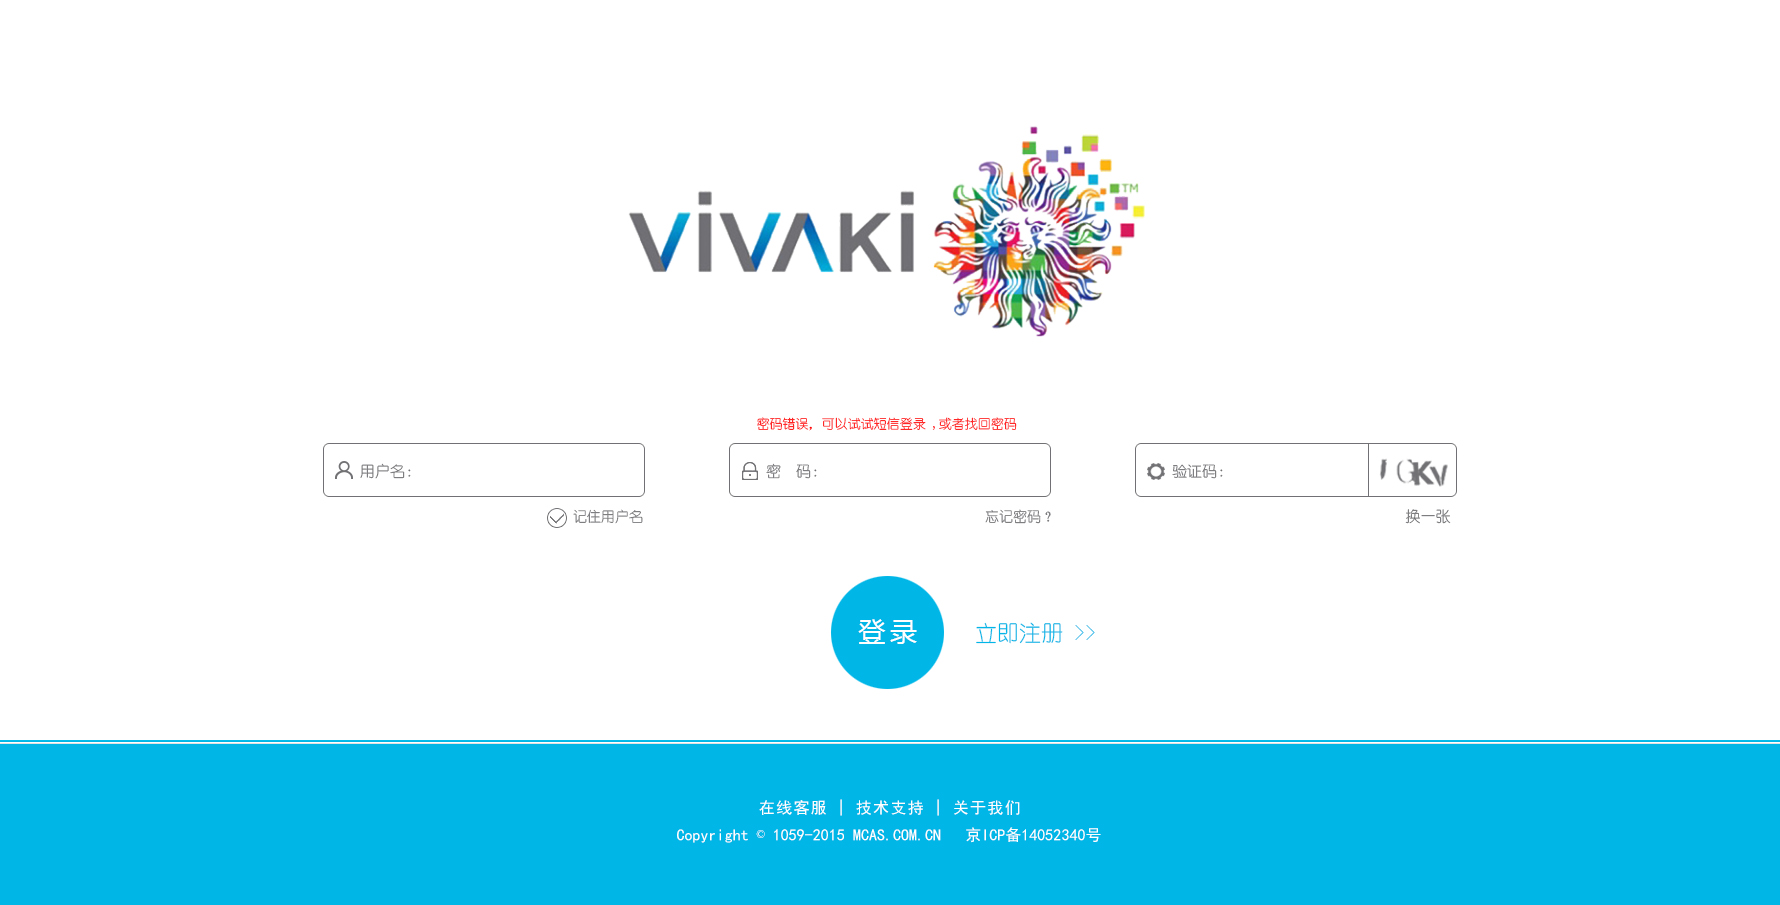 VIVAKI
TM
密码错误，可以试试短信登录 ,或者找回密码
用户名：
密 码：
验证码：
记住用户名
忘记密码？
换一张
登录 立即注册 >>
在线客服 | 技术支持 | 关于我们
Copyright © 1059-2015 MCAS.COM.CN 京ICP备14052340号